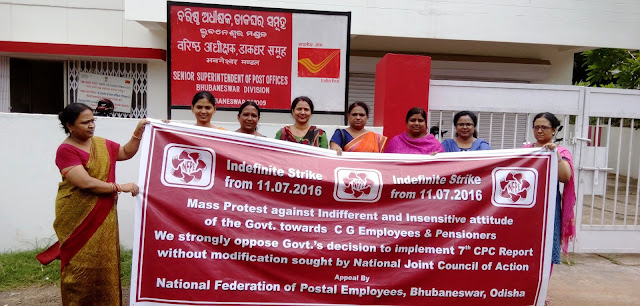 ବରିଷ୍ଠ ଅଧୀକ୍ଷକ, ଡାକଘର ସମୂହ
ଭୁବନେଶ୍ୱର ମଣ୍ଡଳ
वरिष्ठ अधीक्षक, डाकघर समूह
भुवनेश्वर मण्डल
SENIOR SUPERINTENDENT OF POST OFFICES
BHUBANESWAR DIVISION
India Post
Indefinite Strike
from 11.07.2016
Indefinite Strike
from 11.07.2016
Mass Protest against Indifferent and Insensitive attitude
of the Govt. towards C G Employees & Pensioners
We strongly oppose Govt.'s decision to implement 7th CPC Report
without modification sought by National Joint Council of Action
Appeal By
National Federation of Postal Employees, Bhubaneswar, Odisha